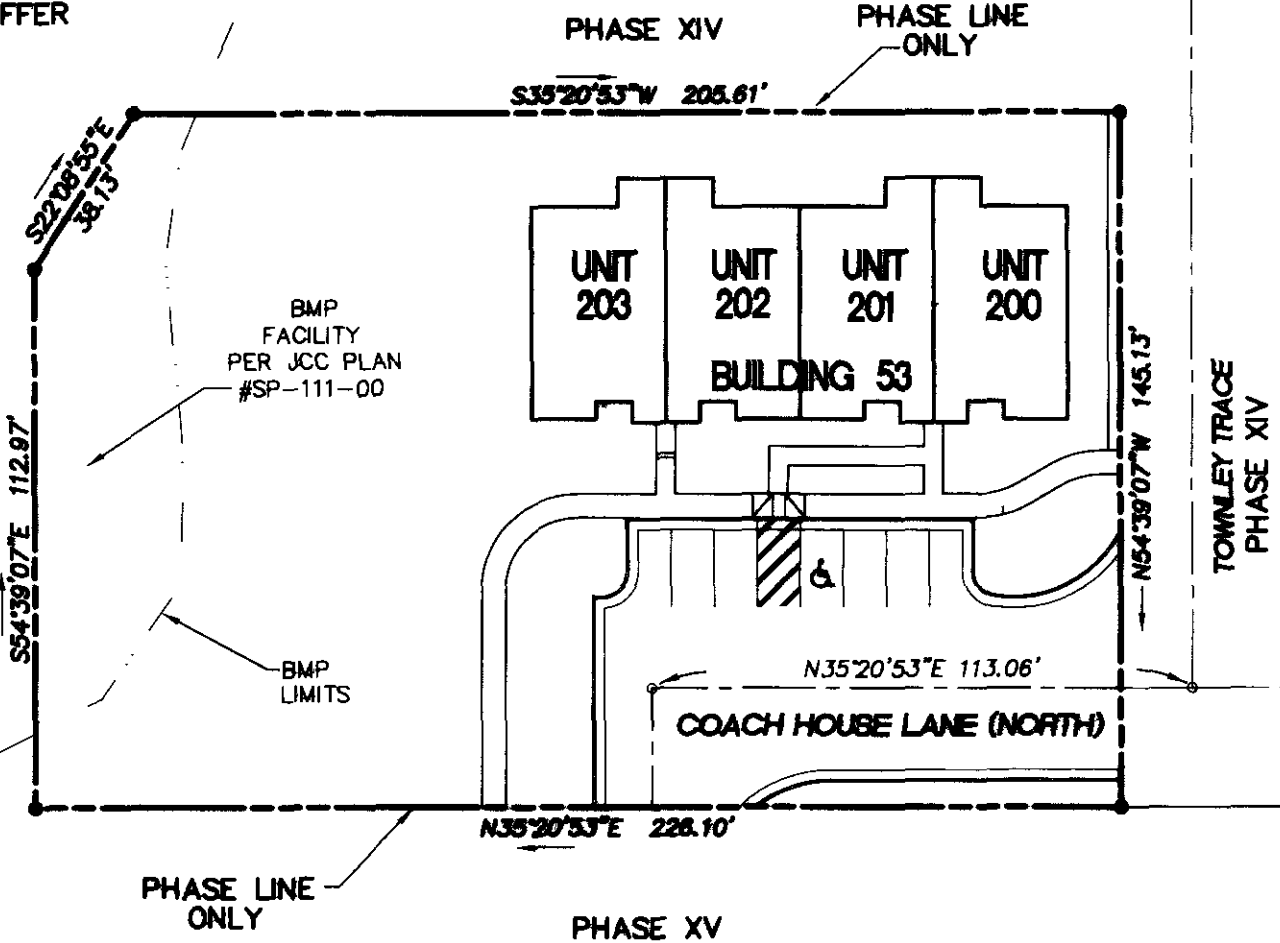 FFER
PHASE XIV
PHASE LINE
ONLY
S35°20'53"W 205.61'
S22°08'55"E
38.13'
UNIT
203
UNIT
202
UNIT
201
UNIT
200
BUILDING 53
BMP
FACILITY
PER JCC PLAN
#SP-111-00
S54°39'07"E 112.97'
N54°39'07"W 145.13'
TOWNLEY TRACE
PHASE XIV
BMP
LIMITS
N35°20'53"E 113.06'
COACH HOUSE LANE (NORTH)
N35°20'53"E 226.10'
PHASE LINE
ONLY
PHASE XV